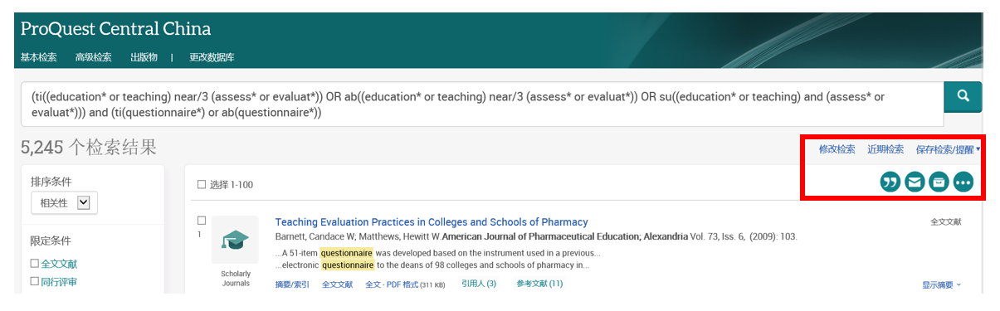 ProQuest Central China
基本检索 高级检索 出版物 | 更改数据库
(ti((education* or teaching) near/3 (assess* or evaluat*)) OR ab((education* or teaching) near/3 (assess* or evaluat*)) OR su((education* or teaching) and (assess* or
evaluat*))) and (ti(questionnaire*) or ab(questionnaire*))
5,245 个检索结果
修改检索 近期检索 保存检索/提醒
排序条件
相关性
选择 1-100
限定条件
全文文献
同行评审
1
Scholarly
Journals
Teaching Evaluation Practices in Colleges and Schools of Pharmacy
全文文献
Barnett, Candace W; Matthews, Hewitt W.American Journal of Pharmaceutical Education; Alexandria Vol. 73, Iss. 6, (2009): 103.
...A 51-item questionnaire was developed based on the instrument used in a previous...
...electronic questionnaire to the deans of 98 colleges and schools of pharmacy in...
摘要/索引 全文文献 全文 - PDF 格式 (311 KB) 引用人 (3) 参考文献 (11)
显示摘要